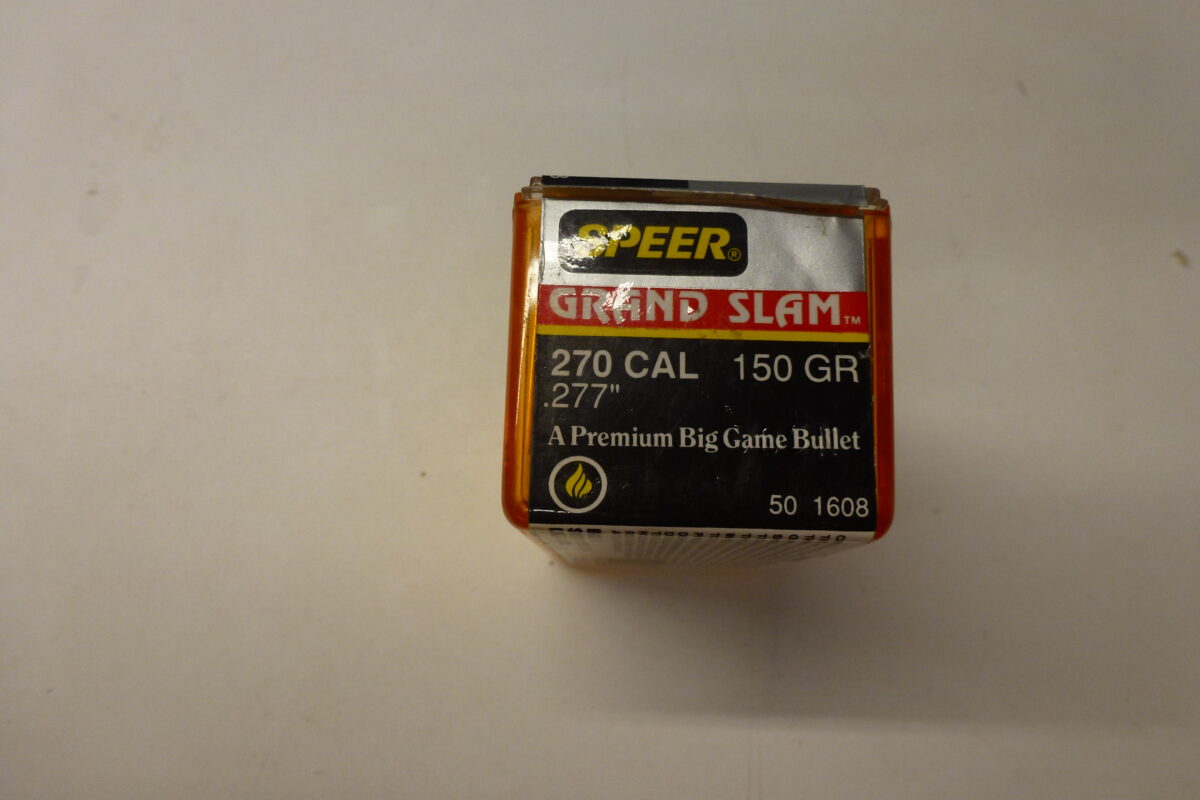 SPEER®
GRAND SLAM™
270 CAL 150 GR
.277"
A Premium Big Game Bullet
50 1608